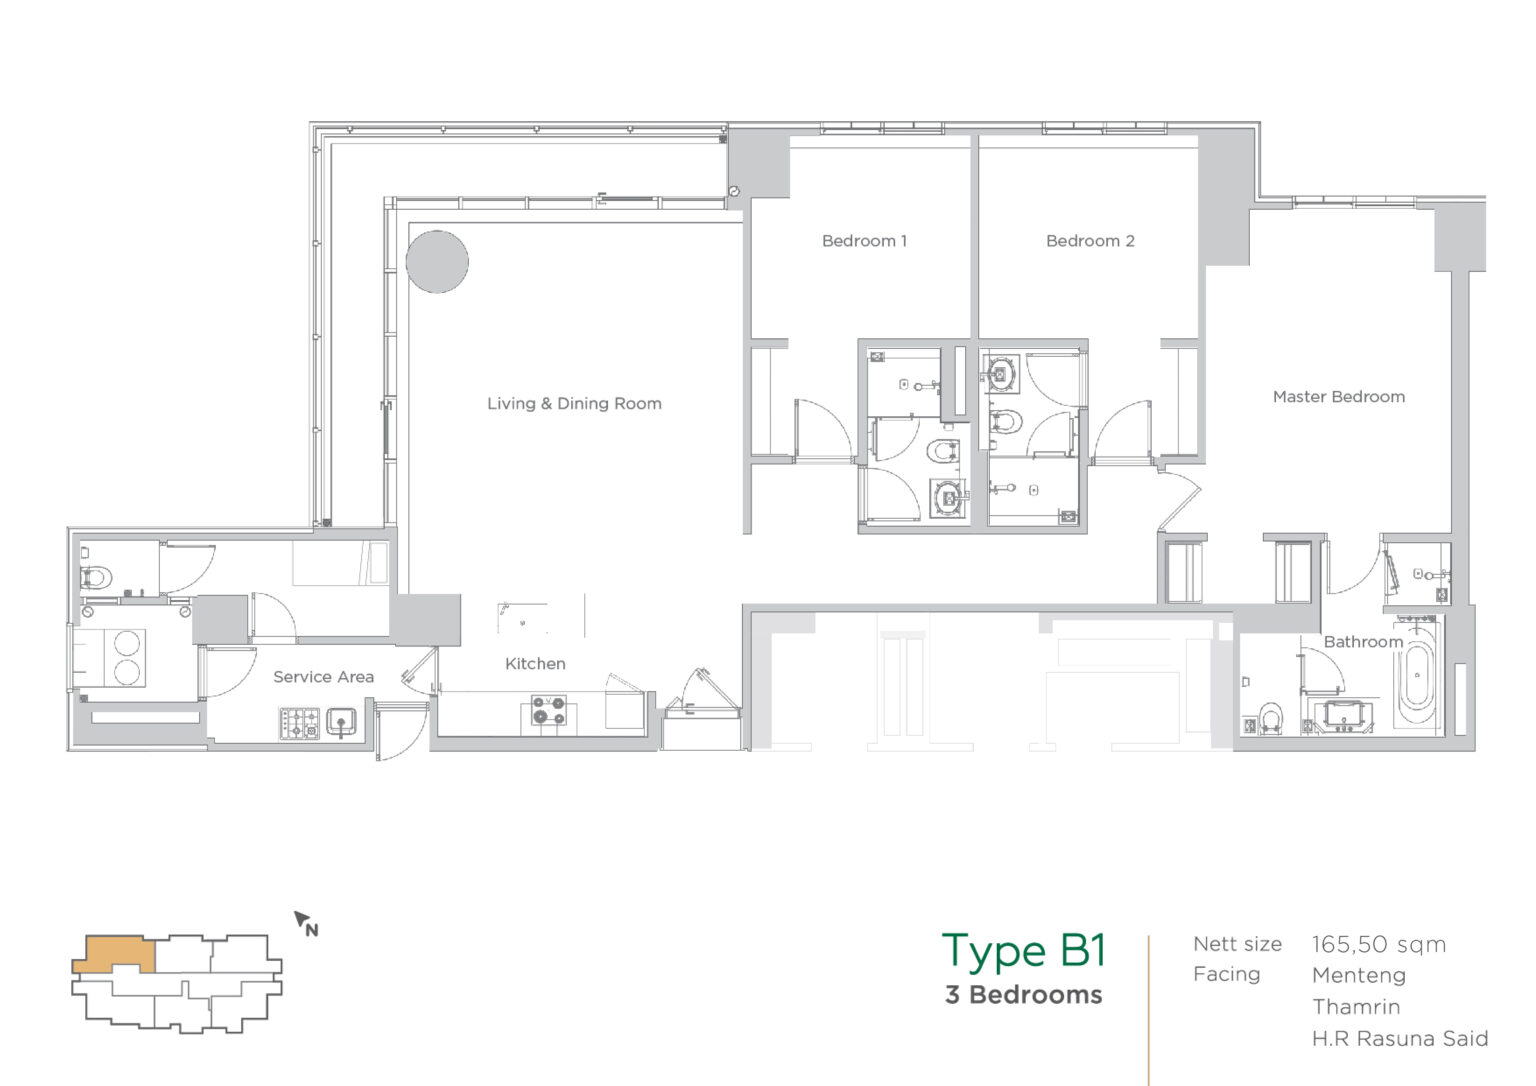 Bedroom 1
Bedroom 2
Living & Dining Room
Master Bedroom
Bathroom
Kitchen
Service Area
N
Type B1
3 Bedrooms
Nett size 165,50 sqm
Facing Menteng
Thamrin
H.R Rasuna Said